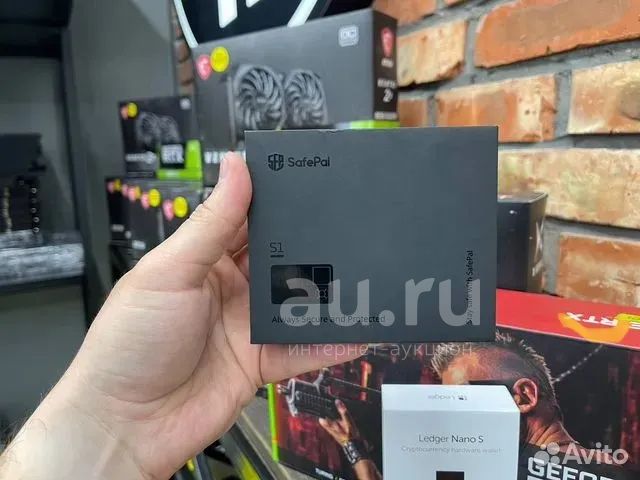 SafePal
S1
Always Secure and Protected
Stay safe with SafePal
au.ru
интернет аукцион
RTX
Ledger
Ledger Nano S
Cryptocurrency hardware wallet
GEFORCE
Avito